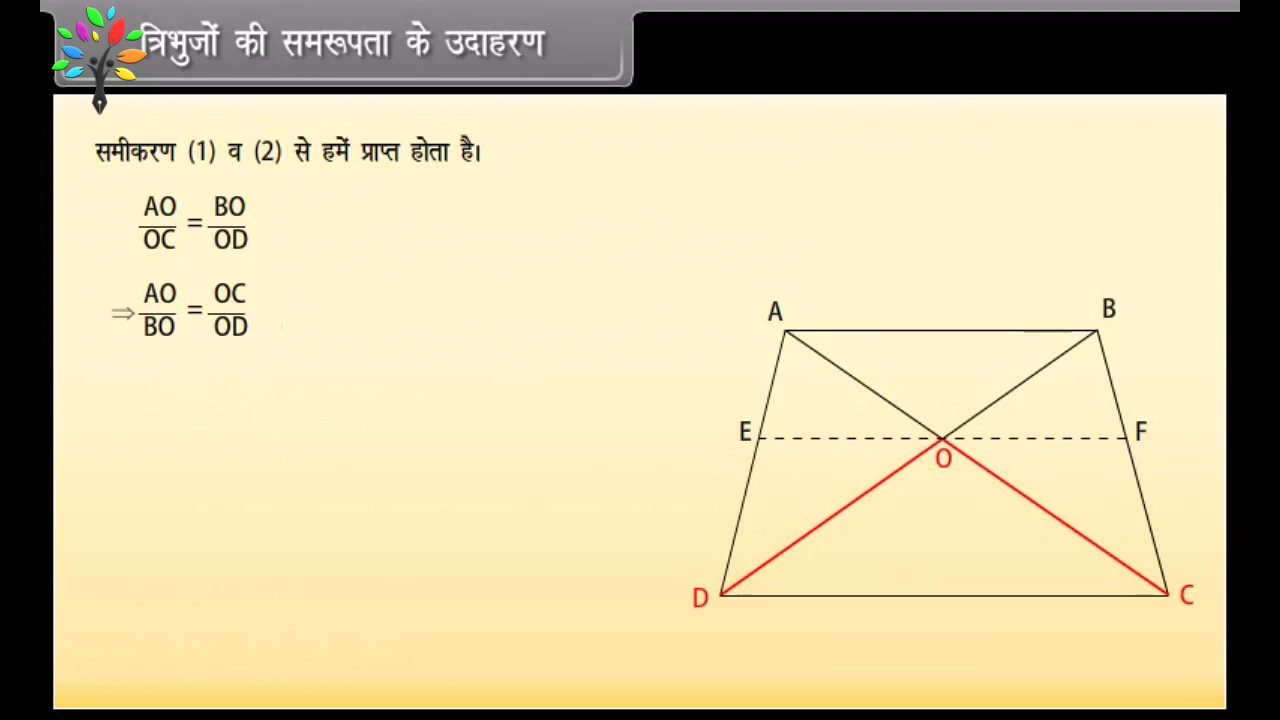 त्रिभुजों की समरूपता के उदाहरण
समीकरण (1) व (2) से हमें प्राप्त होता है।
AO/OC = BO/OD
⇒ AO/BO = OC/OD
A B
E F
O
D C